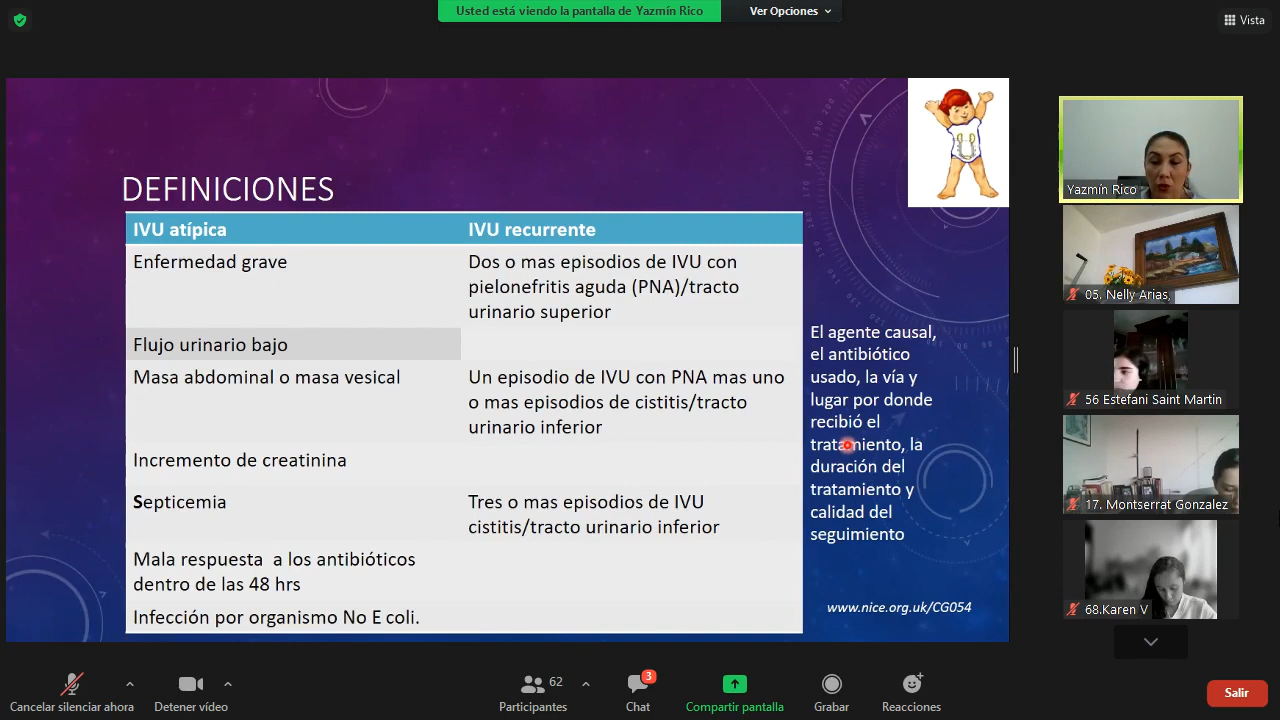 Usted está viendo la pantalla de Yazmín Rico
Ver Opciones
Vista
DEFINICIONES
IVU atípica
IVU recurrente
Enfermedad grave
Dos o mas episodios de IVU con
pielonefritis aguda (PNA)/tracto
urinario superior
Flujo urinario bajo
Masa abdominal o masa vesical
Un episodio de IVU con PNA mas uno
o mas episodios de cistitis/tracto
urinario inferior
Incremento de creatinina
Septicemia
Tres o mas episodios de IVU
cistitis/tracto urinario inferior
Mala respuesta a los antibióticos
dentro de las 48 hrs
Infección por organismo No E coli.
El agente causal,
el antibiótico
usado, la vía y
lugar por donde
recibió el
tratamiento, la
duración del
tratamiento y
calidad del
seguimiento
www.nice.org.uk/CG054
Yazmín Rico
05. Nelly Arias,
56 Estefani Saint Martin
17. Montserrat Gonzalez
68.Karen V
Cancelar silenciar ahora
Detener vídeo
62
Participantes
3
Chat
Compartir pantalla
Grabar
Reacciones
Salir